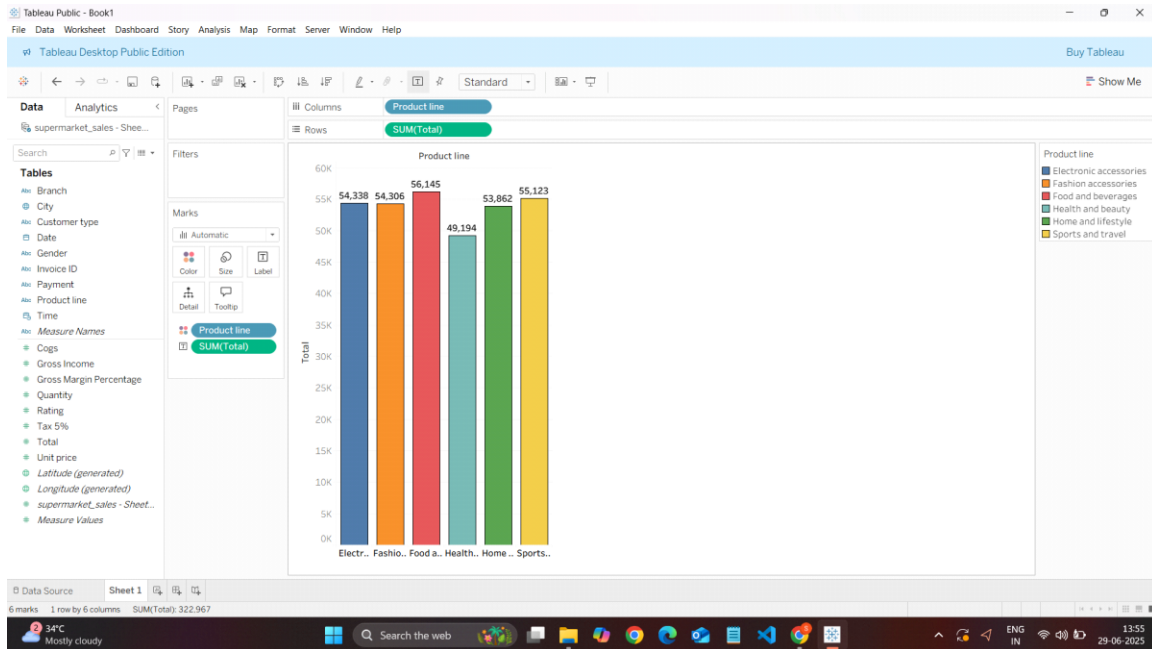 Tableau Public - Book1
File Data Worksheet Dashboard Story Analysis Map Format Server Window Help
Tableau Desktop Public Edition
Buy Tableau
Standard
Show Me
Data Analytics
supermarket_sales - Shee...
Search
Tables
Abc Branch
City
Abc Customer type
Date
Abc Gender
Abc Invoice ID
Abc Payment
Abc Product line
Time
Abc Measure Names
Cogs
Gross Income
Gross Margin Percentage
Quantity
Rating
Tax 5%
Total
Unit price
Latitude (generated)
Longitude (generated)
supermarket_sales - Sheet...
Measure Values
Pages
Filters
Marks
Automatic
Color Size Label
Detail Tooltip
Product line
SUM(Total)
Columns Product line
Rows SUM(Total)
Product line
60K
55K
50K
45K
40K
35K
30K
25K
20K
15K
10K
5K
0K
Total
54,338 54,306 56,145 49,194 53,862 55,123
Electr.. Fashio.. Food a.. Health.. Home .. Sports..
Product line
Electronic accessories
Fashion accessories
Food and beverages
Health and beauty
Home and lifestyle
Sports and travel
Data Source Sheet 1
6 marks 1 row by 6 columns SUM(Total): 322,967
2
34°C
Mostly cloudy
Search the web
ENG
IN
13:55
29-06-2025